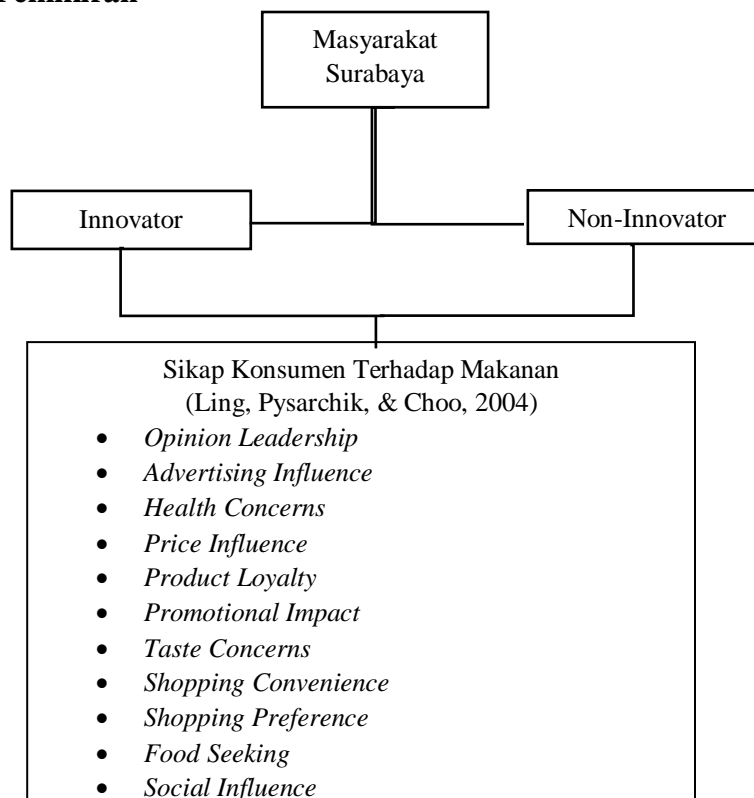 Masyarakat
Surabaya
Innovator
Non-Innovator
Sikap Konsumen Terhadap Makanan
(Ling, Pysarchik, & Choo, 2004)
• Opinion Leadership
• Advertising Influence
• Health Concerns
• Price Influence
• Product Loyalty
• Promotional Impact
• Taste Concerns
• Shopping Convenience
• Shopping Preference
• Food Seeking
• Social Influence